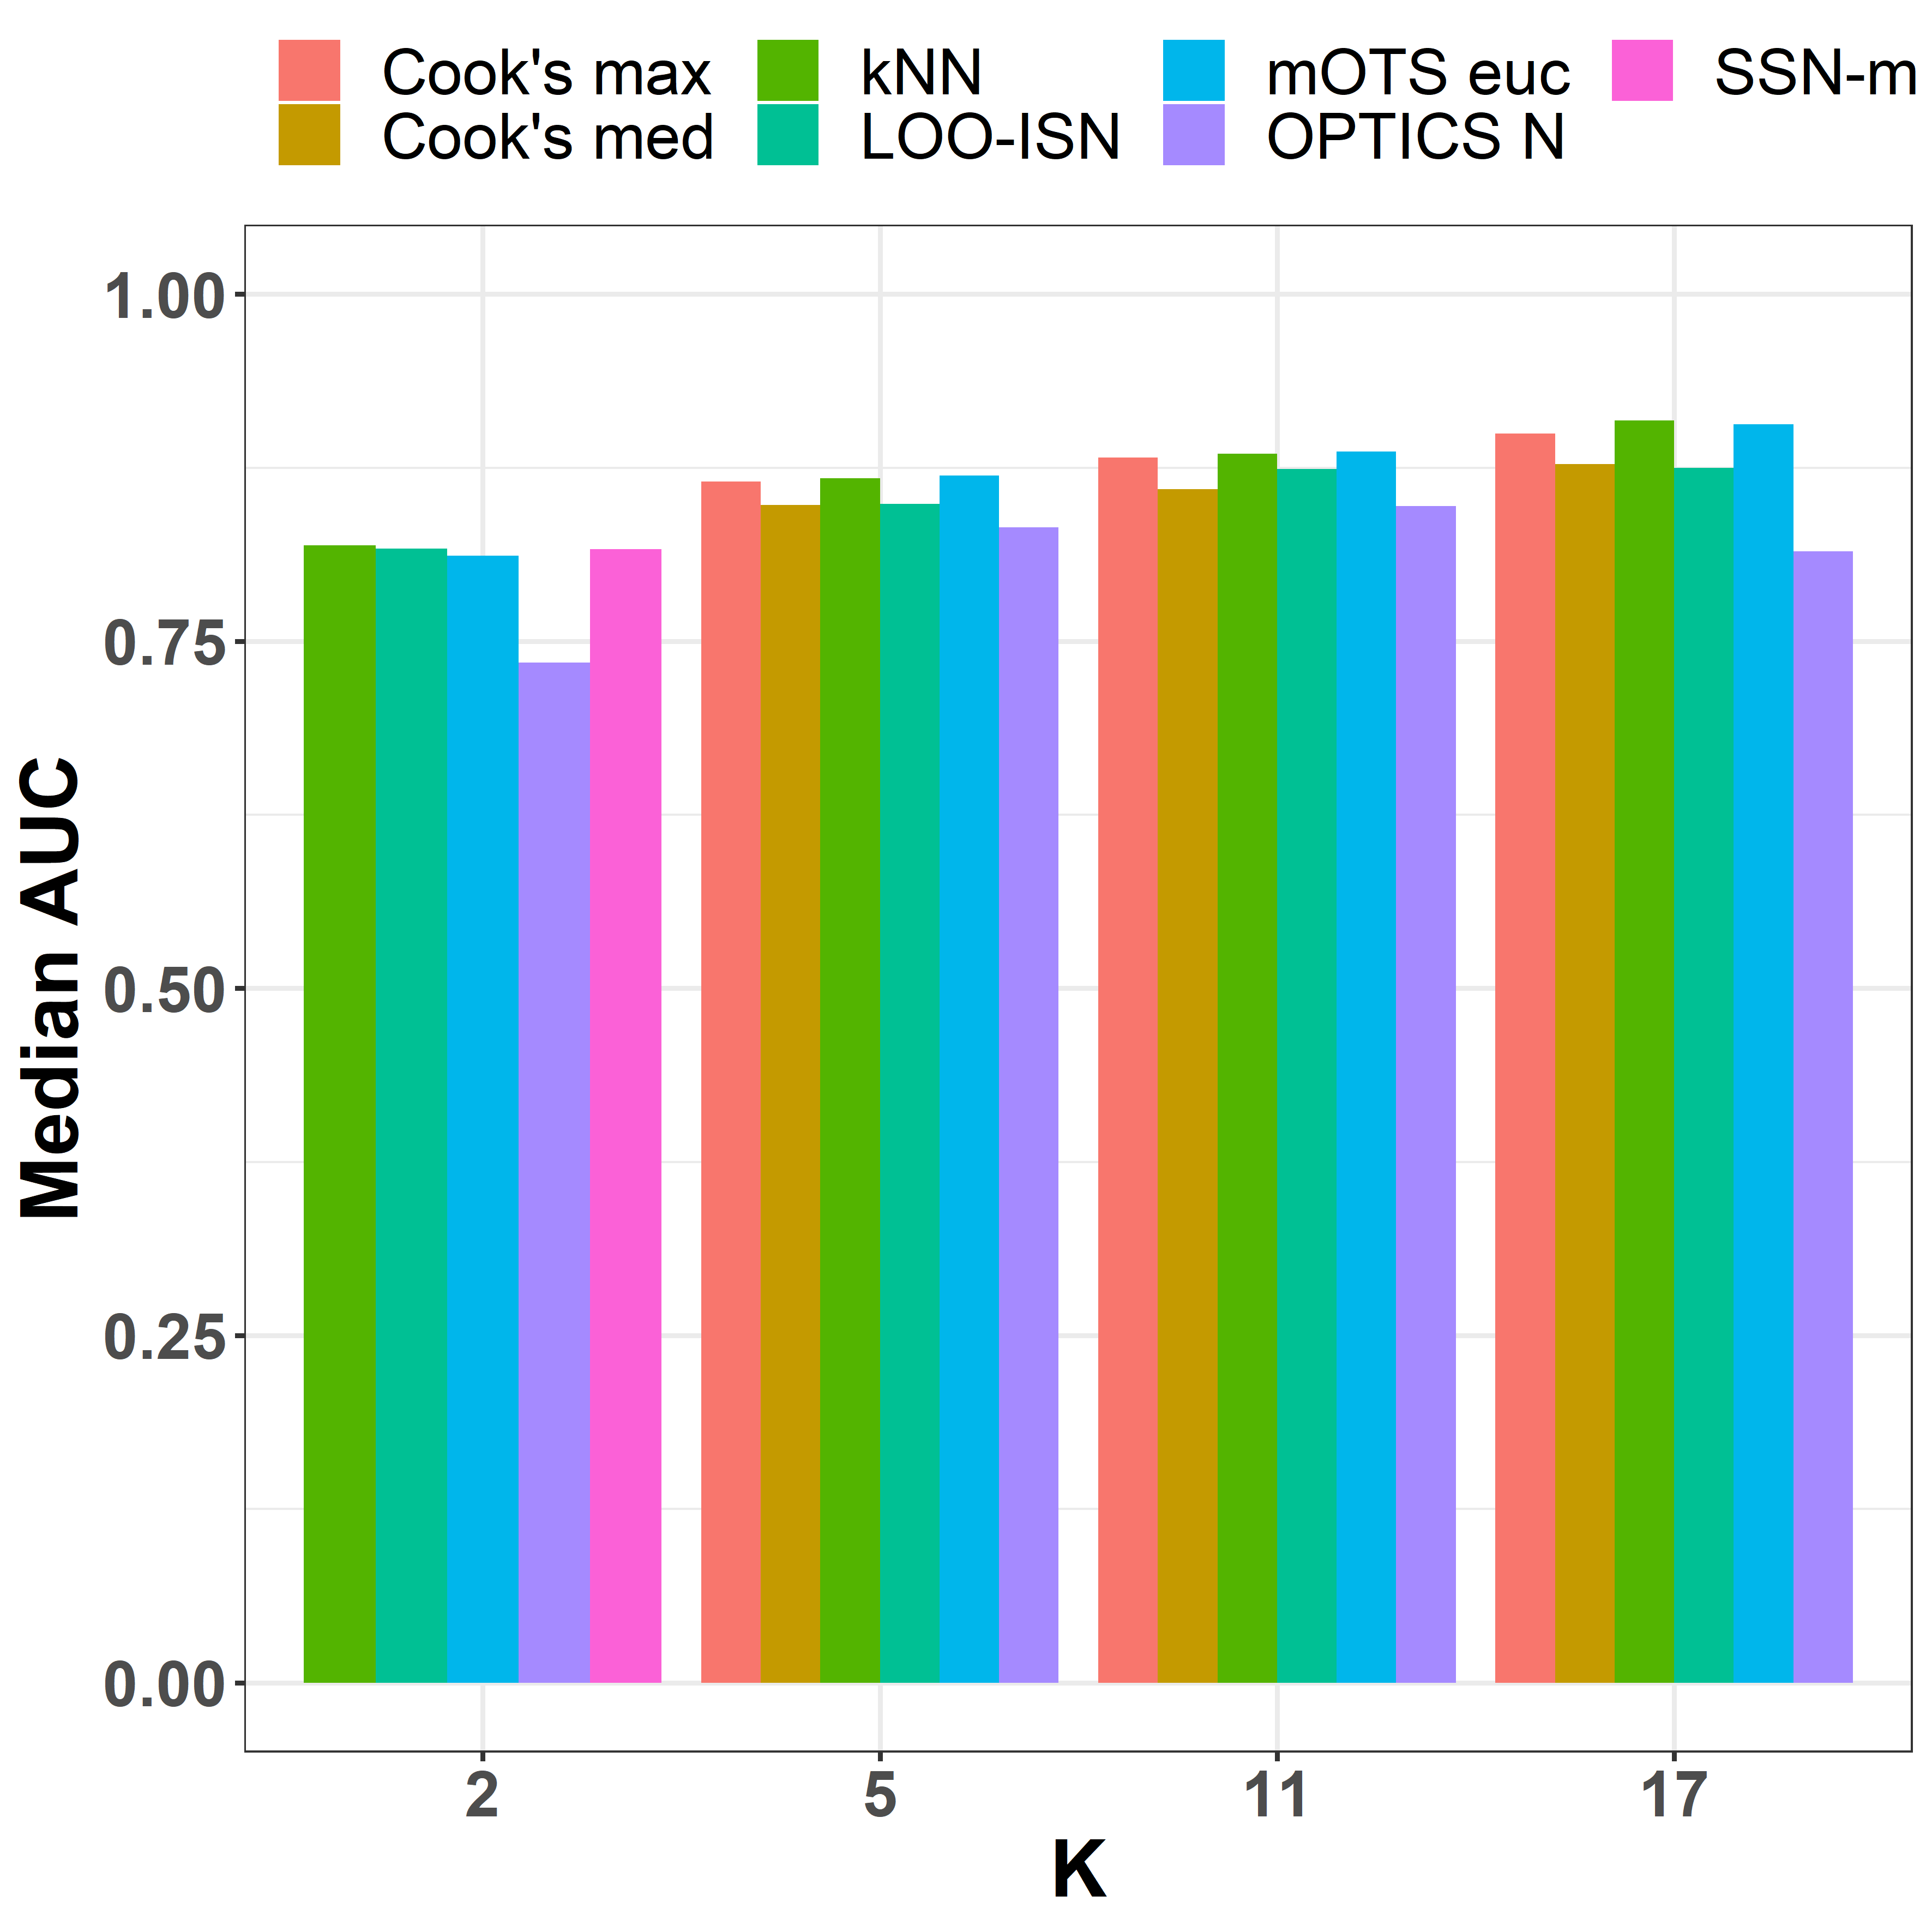 Cook's max kNN mOTS euc SSN-m
Cook's med LOO-ISN OPTICS N
1.00
0.75
0.50
0.25
0.00
Median AUC
2 5 11 17
K